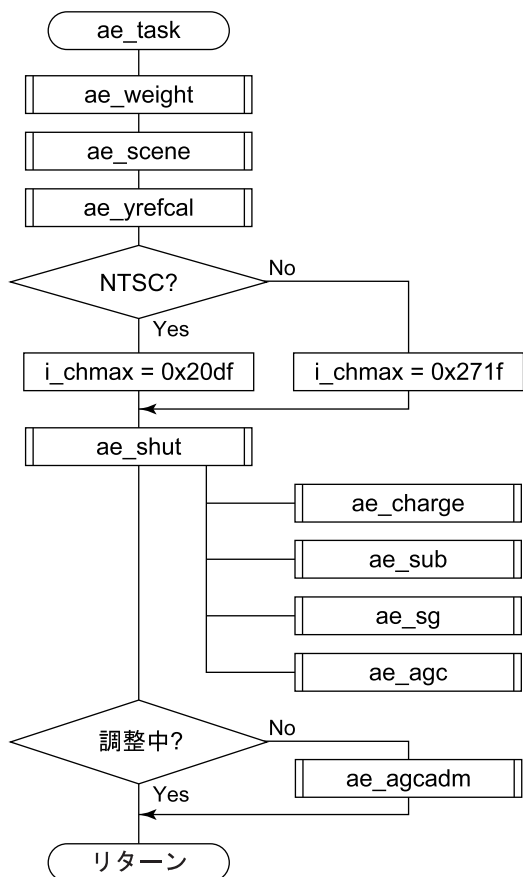 ae_task
ae_weight
ae_scene
ae_yrefcal
NTSC?
No
Yes
i_chmax = 0x20df
i_chmax = 0x271f
ae_shut
ae_charge
ae_sub
ae_sg
ae_agc
調整中?
No
Yes
ae_agcadm
リターン